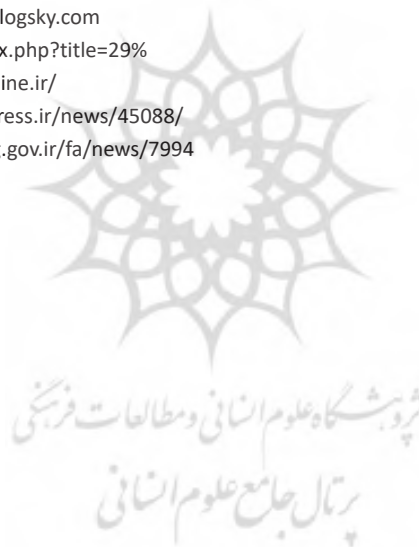 logsky.com
x.php?title=29%
ine.ir/
ress.ir/news/45088/
g.gov.ir/fa/news/7994
پژوهشگاه علوم انسانی و مطالعات فرهنگی
پرتال جامع علوم انسانی